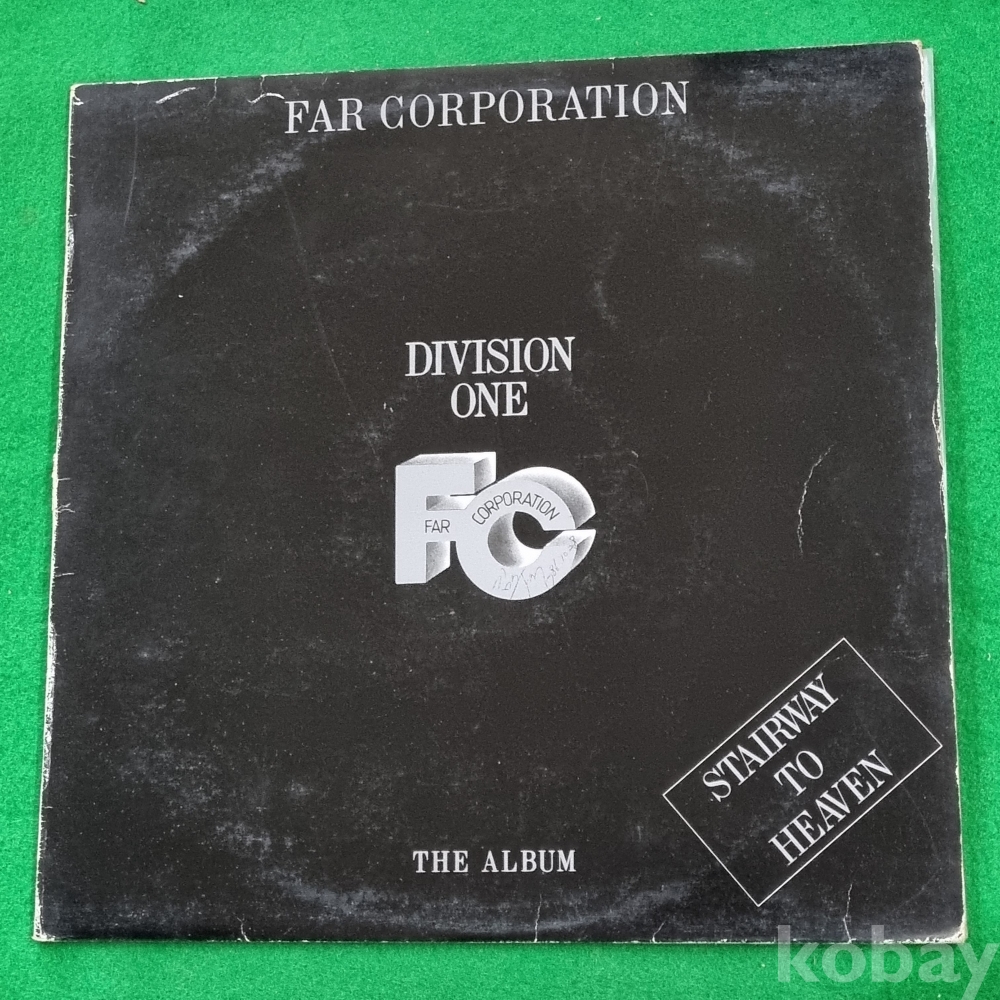 FAR CORPORATION
DIVISION
ONE
FAR
CORPORATION
STAIRWAY
TO
HEAVEN
THE ALBUM
kobay